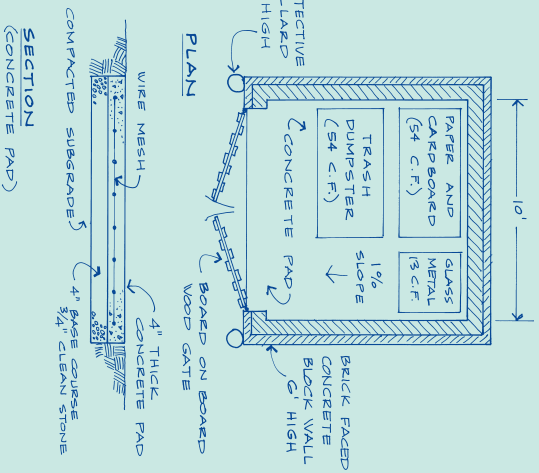 10'
PAPER AND
CARDBOARD
(54 C.F.)
GLASS
METAL
13 C.F.
TRASH
DUMPSTER
(54 C.F.)
1%
SLOPE
CONCRETE PAD
TECTIVE
LLARD
HIGH
BRICK FACED
CONCRETE
BLOCK WALL
6' HIGH
BOARD ON BOARD
WOOD GATE
PLAN
WIRE MESH
4" THICK
CONCRETE PAD
COMPACTED SUBGRADE
4" BASE COURSE
3/4" CLEAN STONE
SECTION
(CONCRETE PAD)